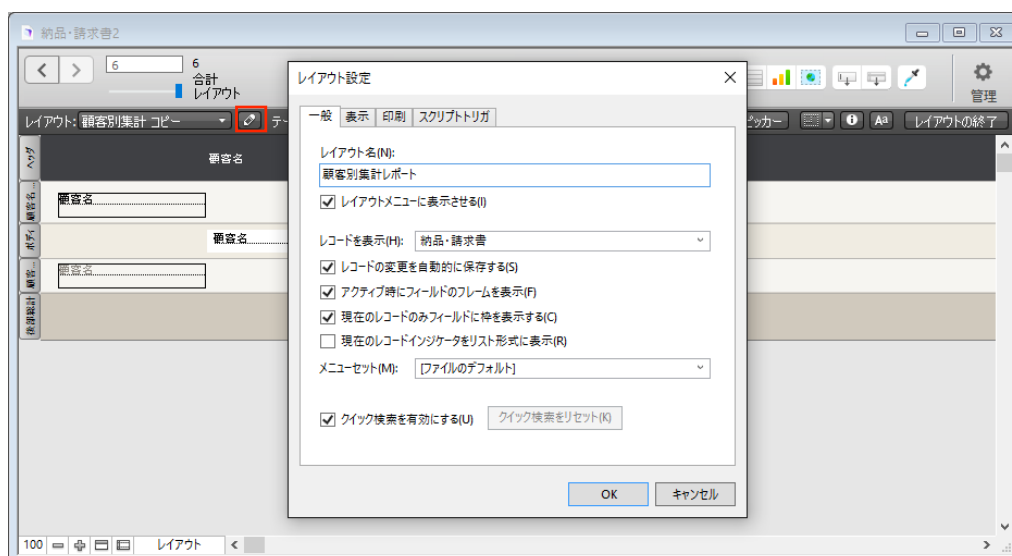 納品・請求書2
6
6
合計
レイアウト
管理
レイアウト: 顧客別集計 コピー
テー
ピッカー
Aa
レイアウトの終了
ヘッダ
顧客名
顧客名...
顧客名
ボディ
顧客名
顧客...
顧客名
後部総計
レイアウト設定
一般
表示
印刷
スクリプトトリガ
レイアウト名(N):
顧客別集計レポート
レイアウトメニューに表示させる(I)
レコードを表示(H): 納品・請求書
レコードの変更を自動的に保存する(S)
アクティブ時にフィールドのフレームを表示(F)
現在のレコードのみフィールドに枠を表示する(C)
現在のレコードインジケータをリスト形式に表示(R)
メニューセット(M): [ファイルのデフォルト]
クイック検索を有効にする(U) クイック検索をリセット(K)
OK キャンセル
100 レイアウト